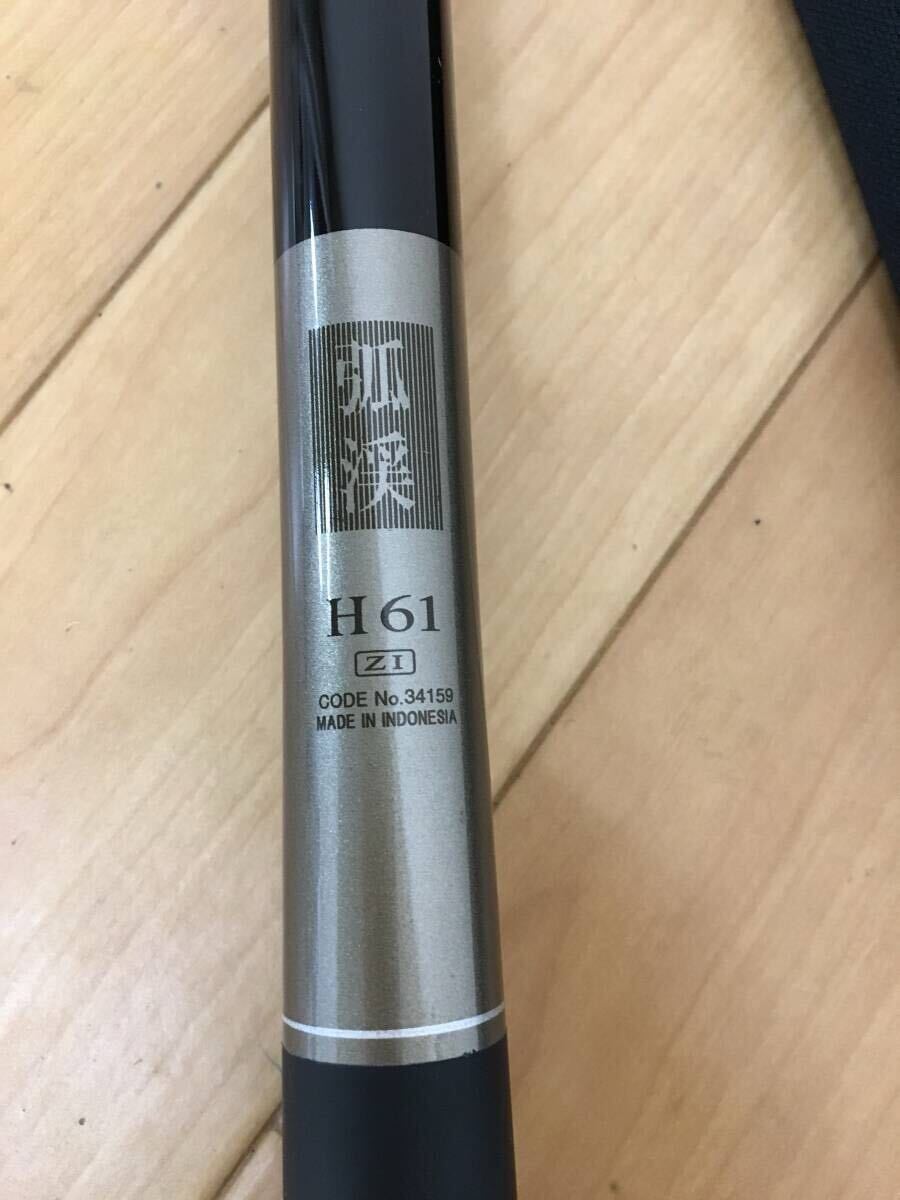 弧渓
H61
ZI
CODE No.34159
MADE IN INDONESIA